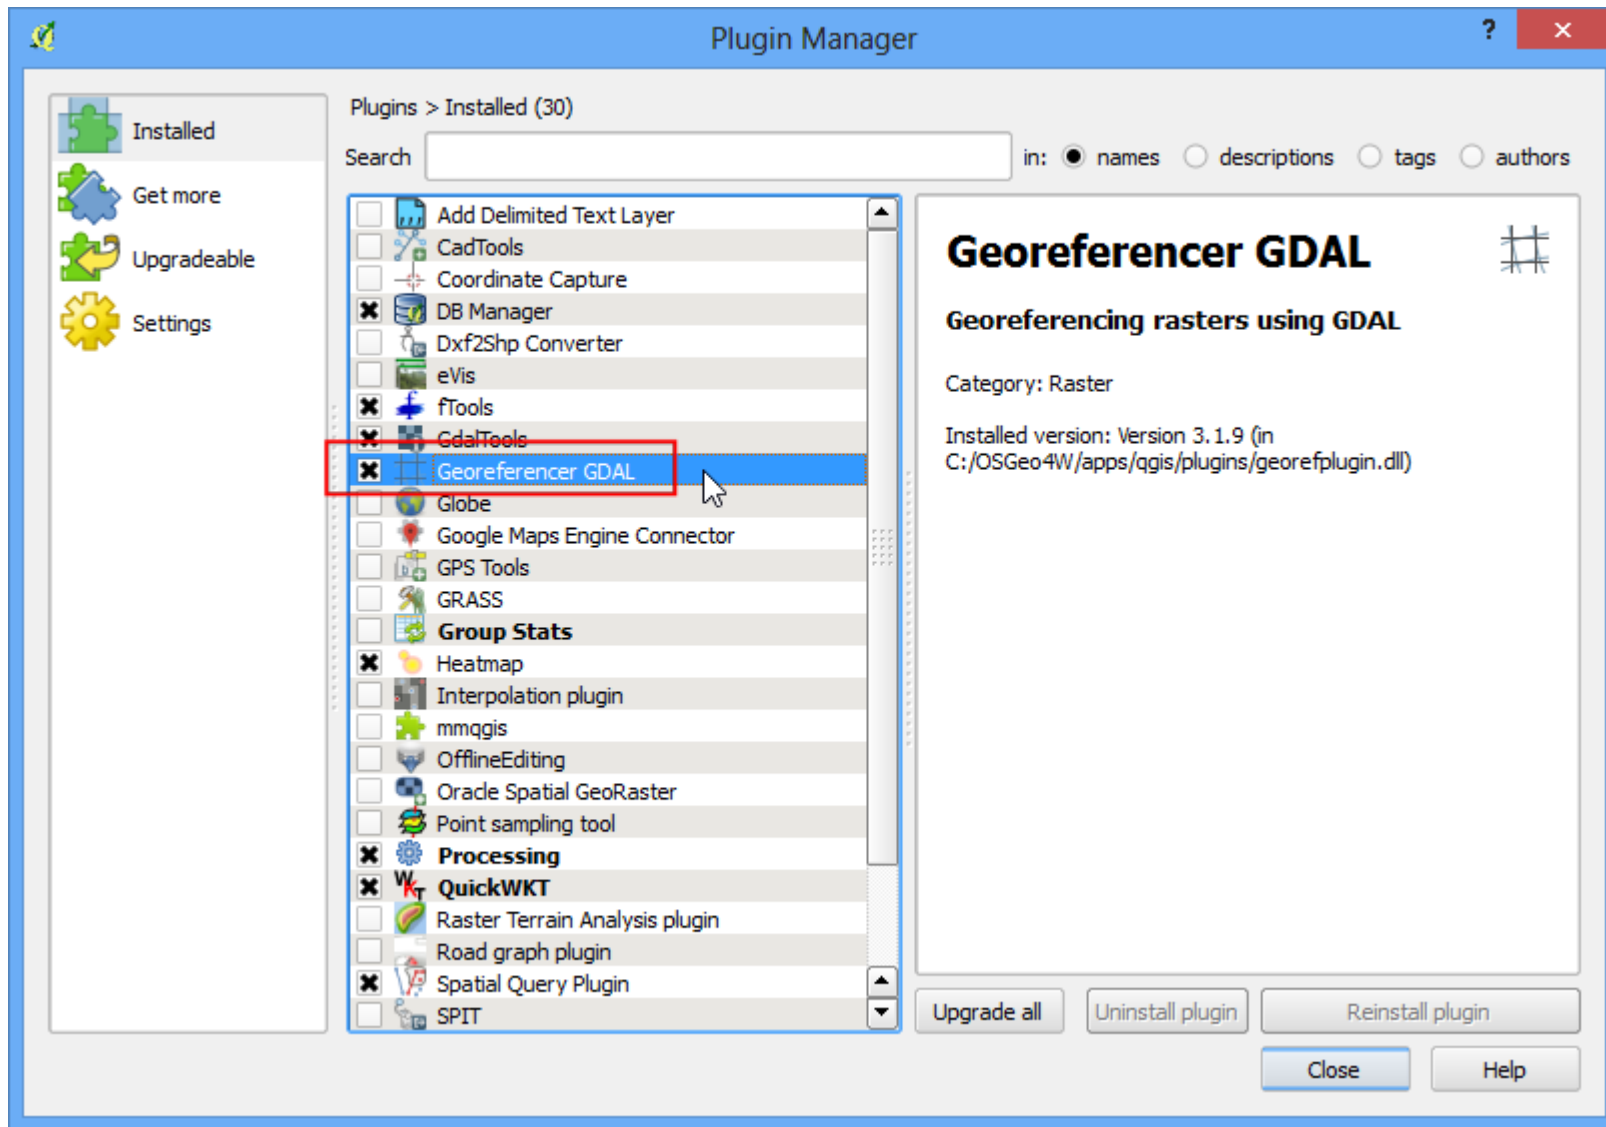 Plugin Manager
?
Installed
Get more
Upgradeable
Settings
Plugins > Installed (30)
Search
in: names descriptions tags authors
Add Delimited Text Layer
CadTools
Coordinate Capture
DB Manager
Dxf2Shp Converter
eVis
fTools
GdalTools
Georeferencer GDAL
Globe
Google Maps Engine Connector
GPS Tools
GRASS
Group Stats
Heatmap
Interpolation plugin
mmqgis
OfflineEditing
Oracle Spatial GeoRaster
Point sampling tool
Processing
WKT QuickWKT
Raster Terrain Analysis plugin
Road graph plugin
Spatial Query Plugin
SPIT
Georeferencer GDAL
Georeferencing rasters using GDAL
Category: Raster
Installed version: Version 3.1.9 (in
C:/OSGeo4W/apps/qgis/plugins/georefplugin.dll)
Upgrade all
Uninstall plugin
Reinstall plugin
Close
Help